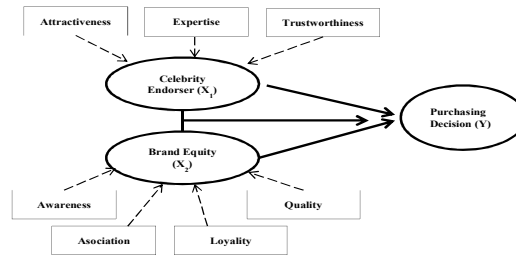 Attractiveness
Expertise
Trustworthiness
Celebrity
Endorser (X1)
Purchasing
Decision (Y)
Brand Equity
(X2)
Awareness
Quality
Asociation
Loyality